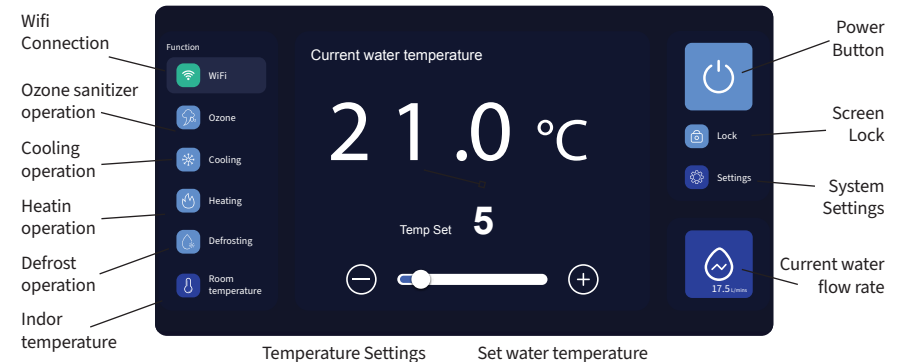 Wifi
Connection
Ozone sanitizer
operation
Cooling
operation
Heatin
operation
Defrost
operation
Indor
temperature
Function
WiFi
Ozone
Cooling
Heating
Defrosting
Room
temperature
Current water temperature
21.0 °C
Temp Set 5
Lock
Settings
17.5 L/mins
Power
Button
Screen
Lock
System
Settings
Current water
flow rate
Temperature Settings
Set water temperature